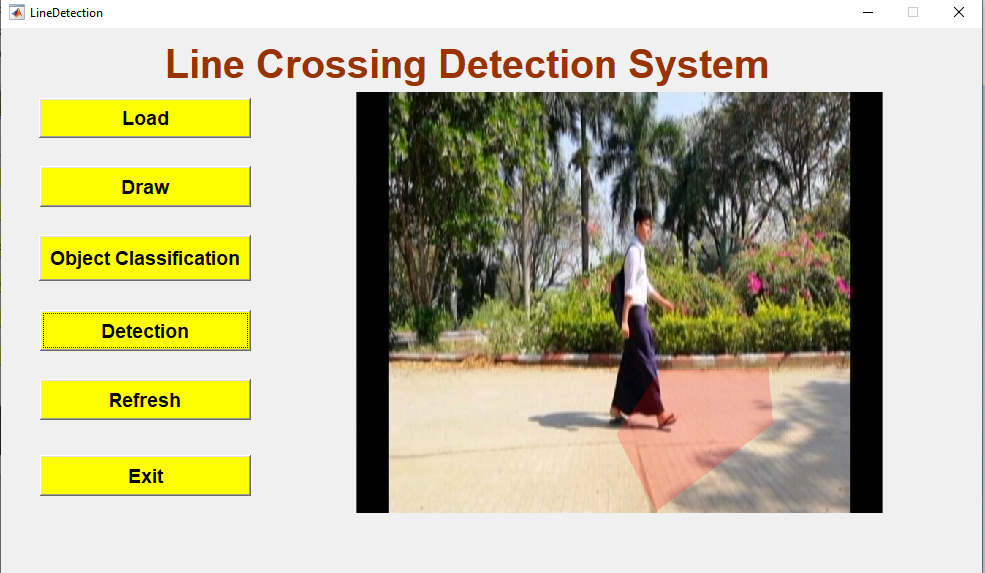 LineDetection
Line Crossing Detection System
Load
Draw
Object Classification
Detection
Refresh
Exit